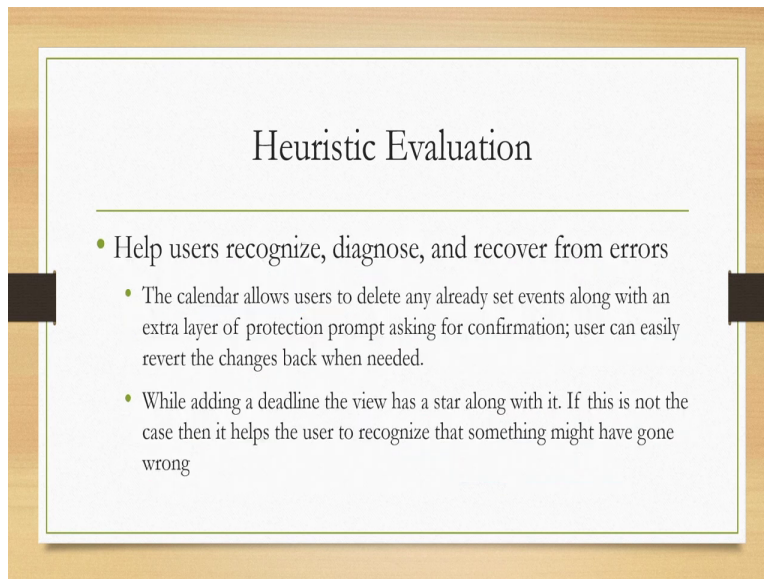 Heuristic Evaluation
• Help users recognize, diagnose, and recover from errors
• The calendar allows users to delete any already set events along with an
extra layer of protection prompt asking for confirmation; user can easily
revert the changes back when needed.
• While adding a deadline the view has a star along with it. If this is not the
case then it helps the user to recognize that something might have gone
wrong